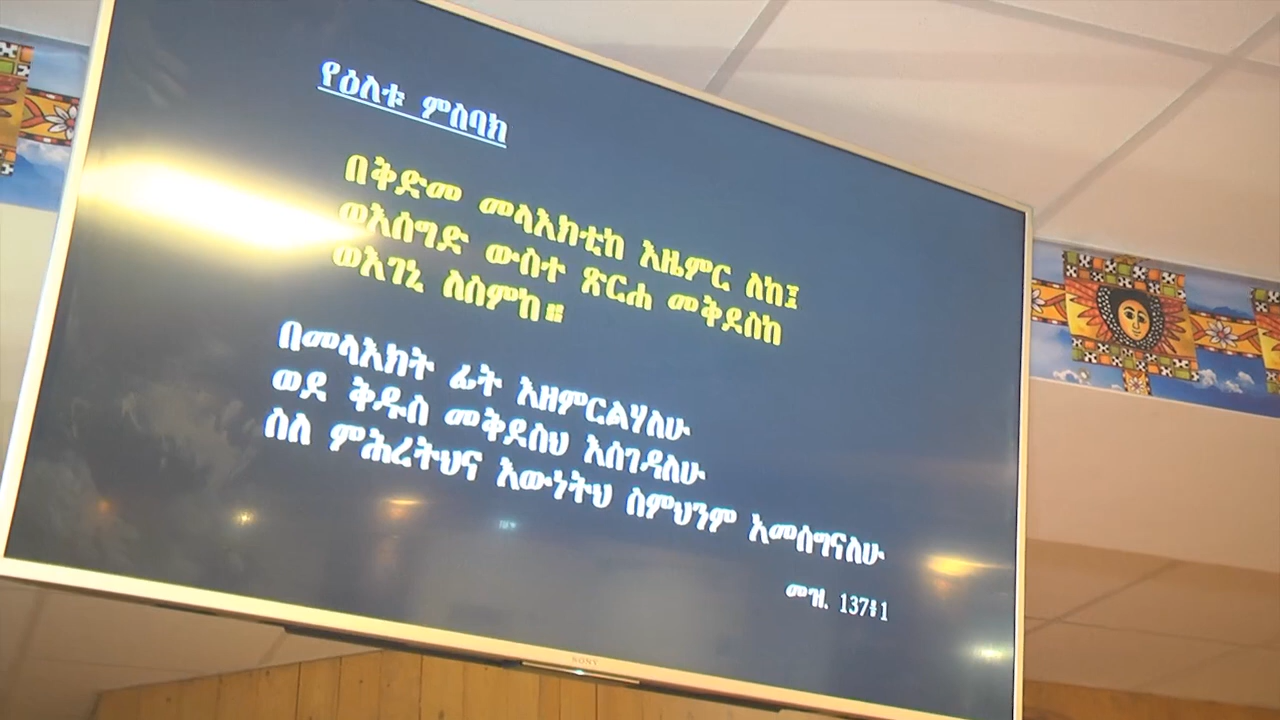 የዕለቱ ምስባክ
በቅድመ መላእክቲከ እዜምር ለከ፤
ወእሰግድ ውስተ ጽርሐ መቅደስከ
ወእገኒ ለስምከ።
በመላእክት ፊት እዘምርልሃለሁ
ወደ ቅዱስ መቅደስህ እሰገዳለሁ
ስለ ምሕረትህና እውነትህ ስምህንም አመሰግናለሁ
መዝ. 137፥1
SONY